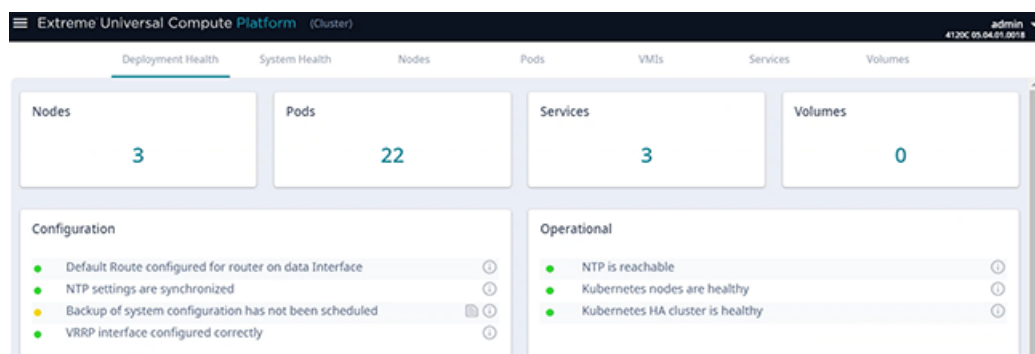 Extreme Universal Compute Platform (Cluster)
admin
4120C 05.04.01.0018
Deployment Health System Health Nodes Pods VMIs Services Volumes
Nodes Pods Services Volumes
3 22 3 0
Configuration Operational
Default Route configured for router on data Interface
NTP settings are synchronized
Backup of system configuration has not been scheduled
VRRP interface configured correctly
NTP is reachable
Kubernetes nodes are healthy
Kubernetes HA cluster is healthy